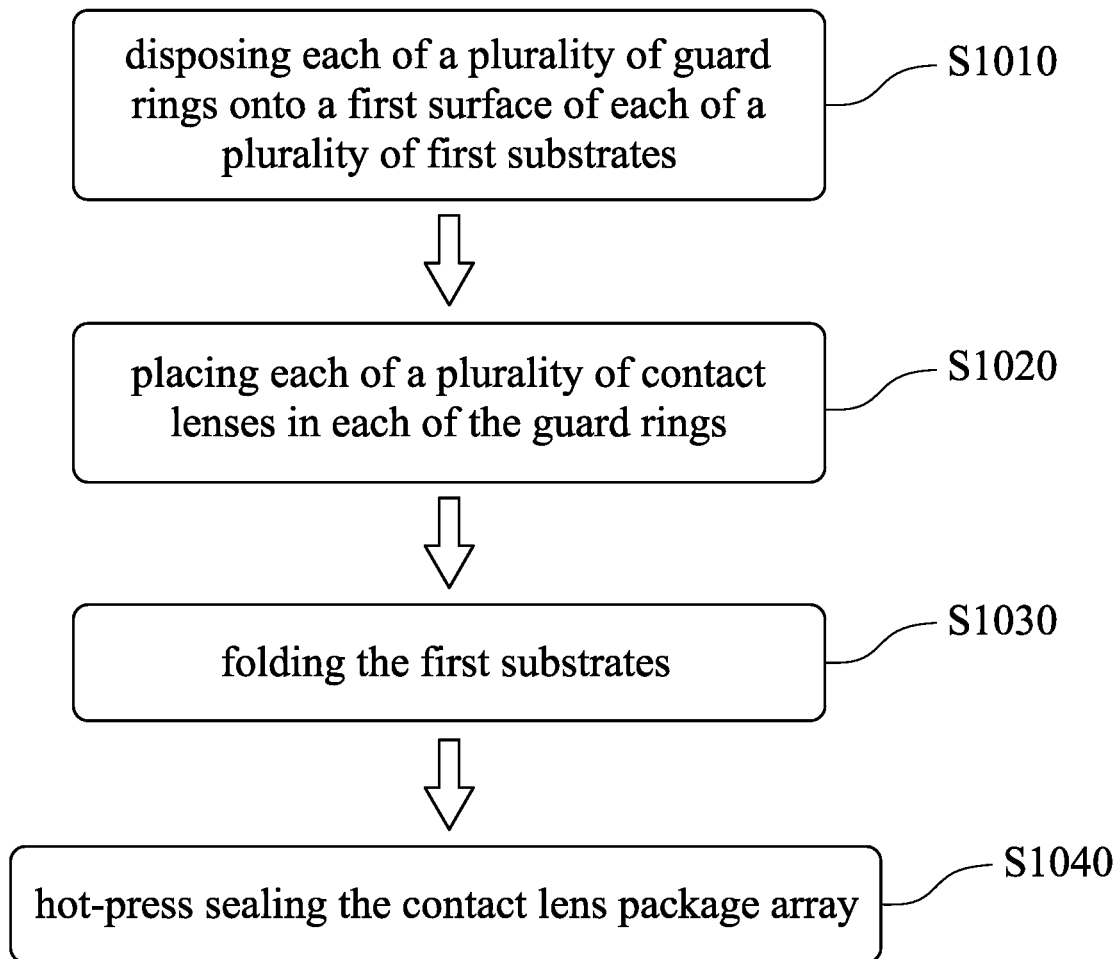 disposing each of a plurality of guard
rings onto a first surface of each of a
plurality of first substrates
S1010
placing each of a plurality of contact
lenses in each of the guard rings
S1020
folding the first substrates
S1030
hot-press sealing the contact lens package array
S1040